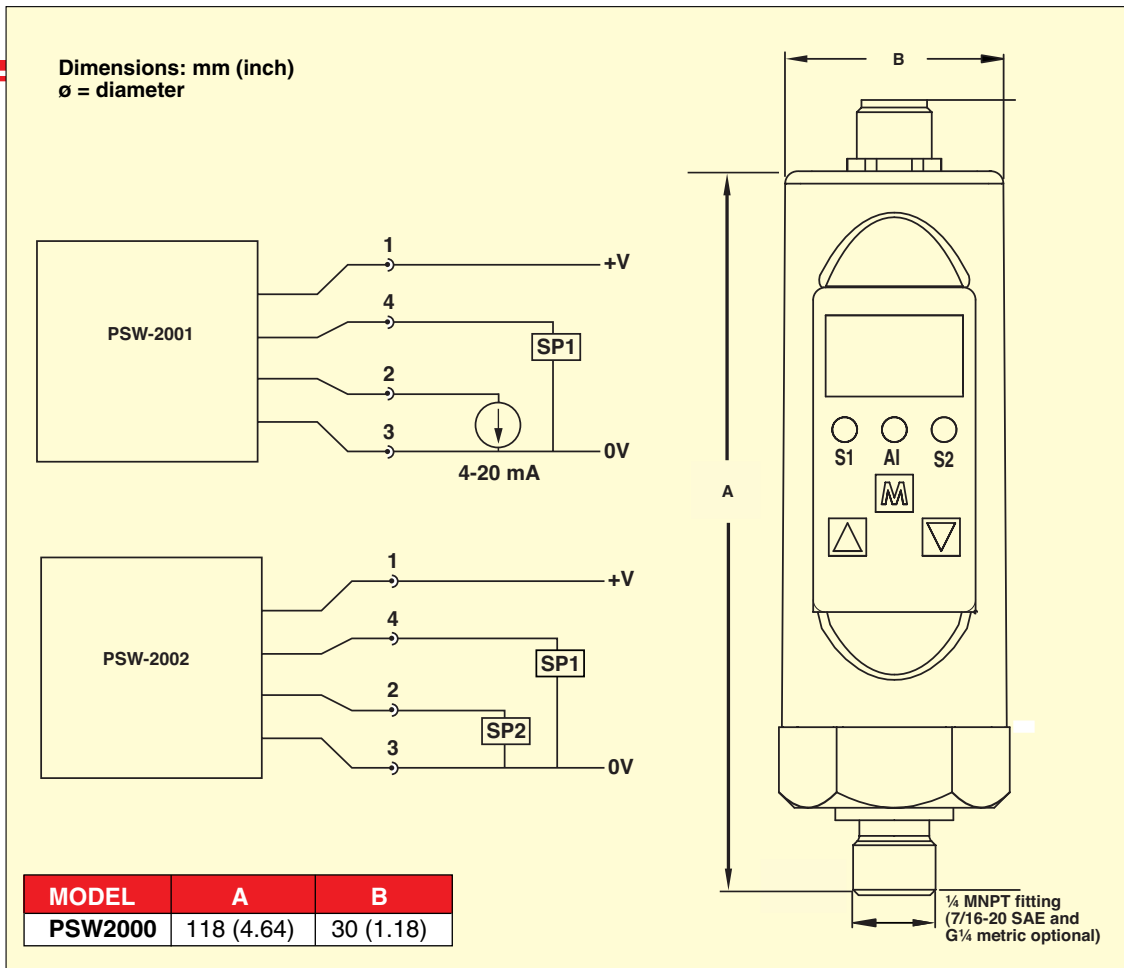 Dimensions: mm (inch)
ø = diameter
PSW-2001
1
+V
4
SP1
2
3
0V
4-20 mA
PSW-2002
1
+V
4
SP1
2
SP2
3
0V
B
A
S1 AI S2
M
¼ MNPT fitting
(7/16-20 SAE and
G¼ metric optional)
MODEL A B
PSW2000 118 (4.64) 30 (1.18)